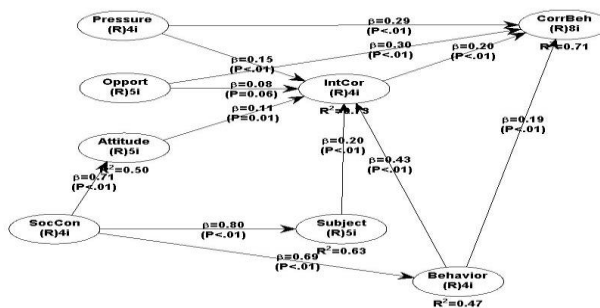 Pressure
(R)4i
β=0.29
(P<.01)
CorrBeh
(R)8i
R²=0.71
β=0.30
(P<.01)
β=0.20
(P<.01)
β=0.15
(P<.01)
Opport
(R)5i
β=0.08
(P=0.06)
IntCor
(R)4i
β=0.11
(P=0.01)
Attitude
(R)5i
R²=0.50
β=0.19
(P<.01)
β=0.20
(P<.01)
β=0.43
(P<.01)
β=0.71
(P<.01)
SocCon
(R)4i
β=0.80
(P<.01)
Subject
(R)5i
R²=0.63
β=0.69
(P<.01)
Behavior
(R)4i
R²=0.47